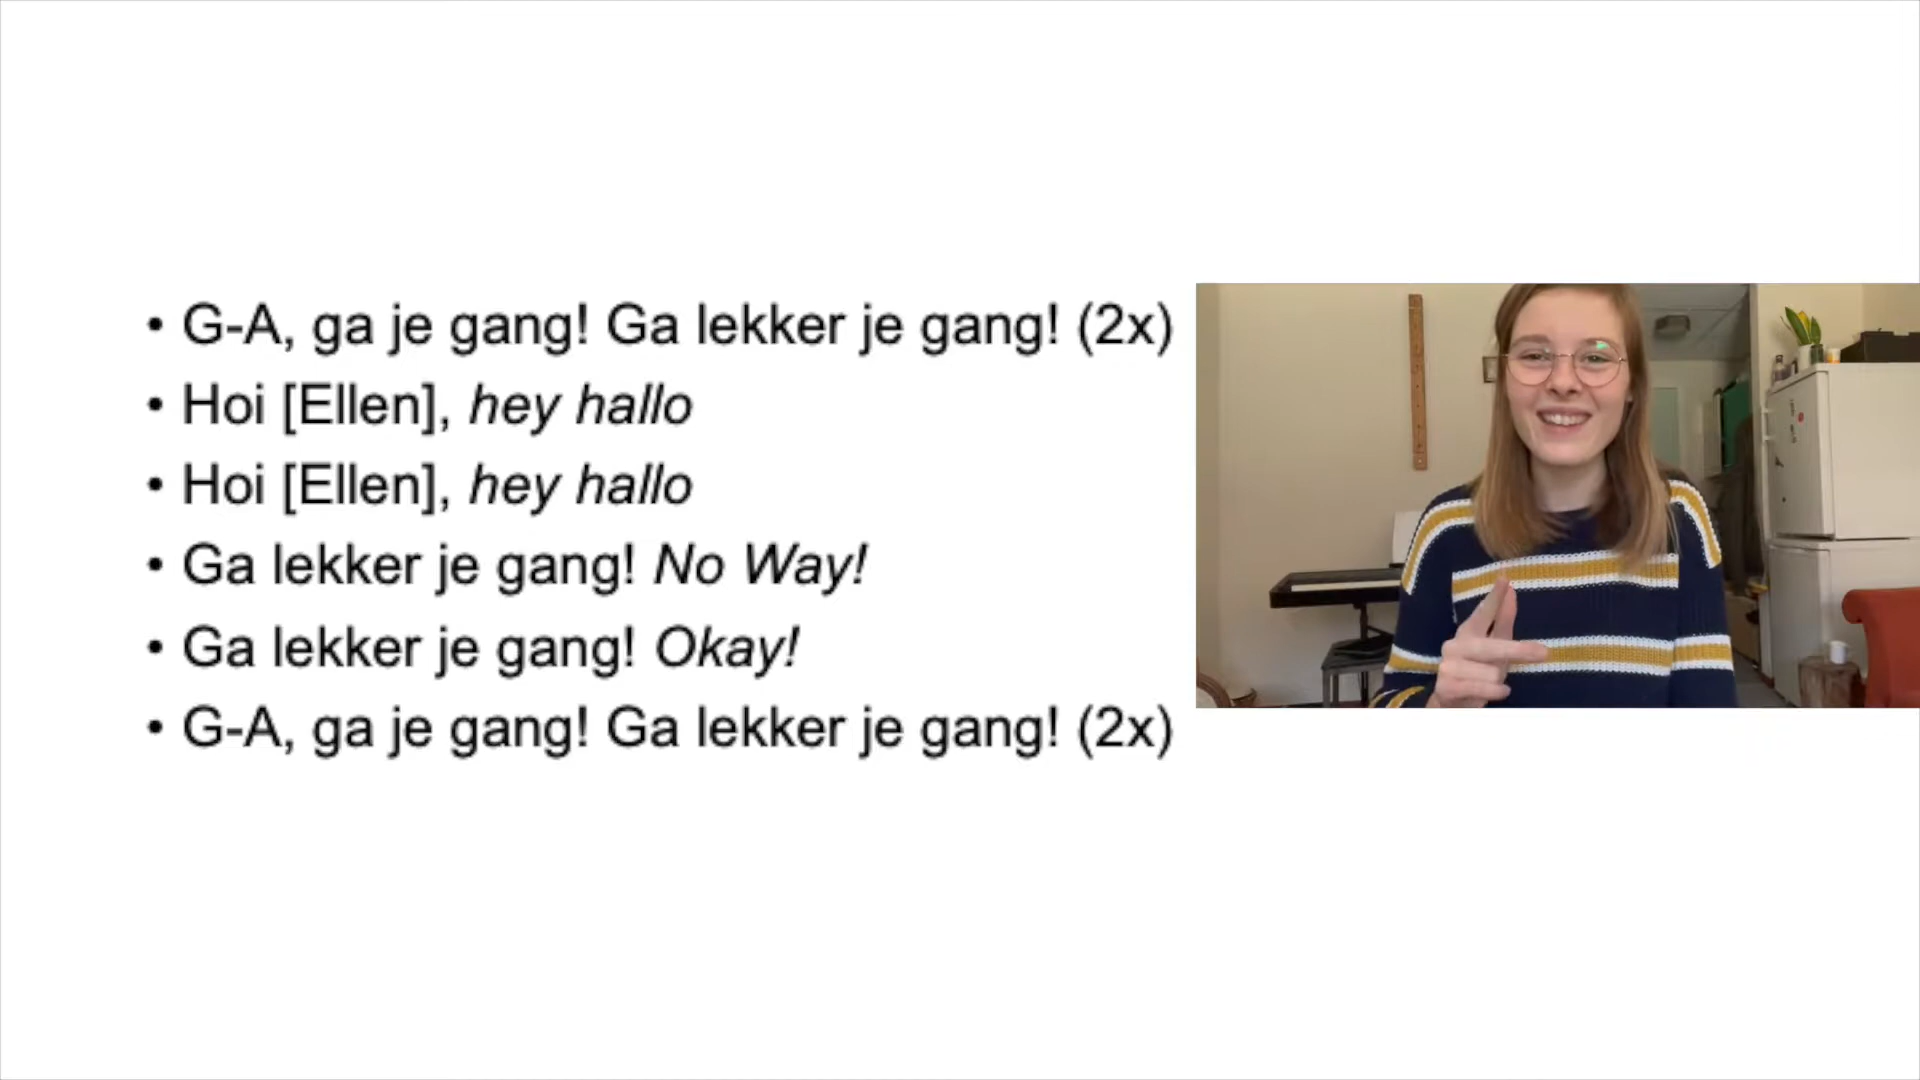 • G-A, ga je gang! Ga lekker je gang! (2x)
• Hoi [Ellen], hey hallo
• Hoi [Ellen], hey hallo
• Ga lekker je gang! No Way!
• Ga lekker je gang! Okay!
• G-A, ga je gang! Ga lekker je gang! (2x)